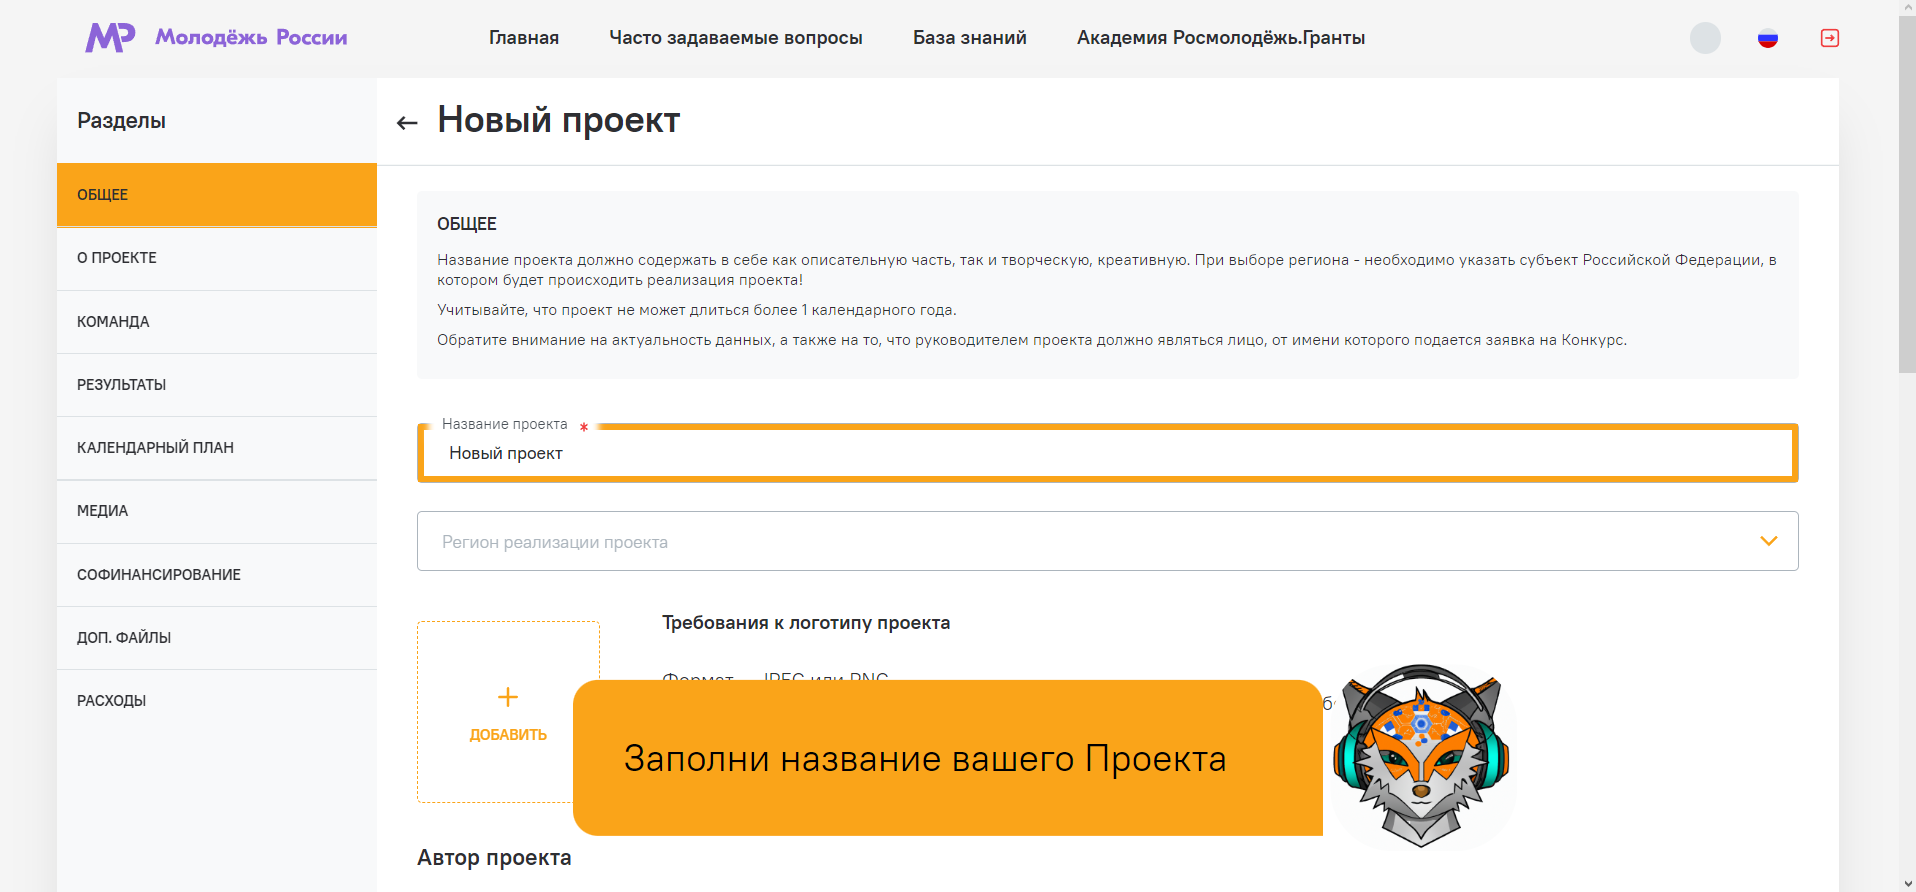 МР Молодёжь России
Главная
Часто задаваемые вопросы
База знаний
Академия Росмолодёжь.Гранты
Разделы
ОБЩЕЕ
О ПРОЕКТЕ
КОМАНДА
РЕЗУЛЬТАТЫ
КАЛЕНДАРНЫЙ ПЛАН
МЕДИА
СОФИНАНСИРОВАНИЕ
ДОП. ФАЙЛЫ
РАСХОДЫ
Новый проект
ОБЩЕЕ
Название проекта должно содержать в себе как описательную часть, так и творческую, креативную. При выборе региона - необходимо указать субъект Российской Федерации, в
котором будет происходить реализация проекта!
Учитывайте, что проект не может длиться более 1 календарного года.
Обратите внимание на актуальность данных, а также на то, что руководителем проекта должно являться лицо, от имени которого подается заявка на Конкурс.
Название проекта *
Новый проект
Регион реализации проекта
ДОБАВИТЬ
Требования к логотипу проекта
Формат — JPEG или PNG
Заполни название вашего Проекта
Автор проекта